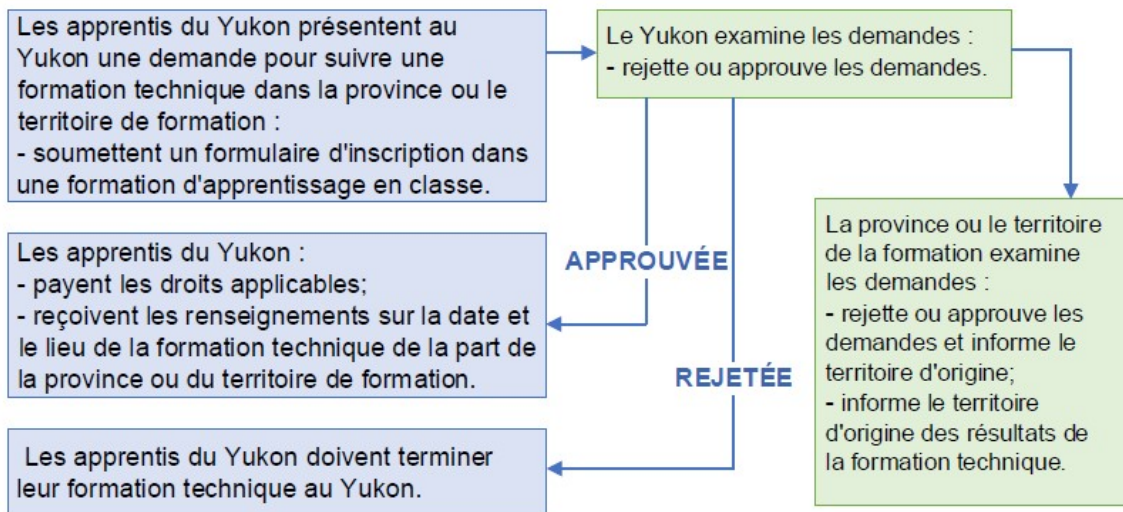 Les apprentis du Yukon présentent au
Yukon une demande pour suivre une
formation technique dans la province ou le
territoire de formation :
- soumettent un formulaire d'inscription dans
une formation d'apprentissage en classe.
Le Yukon examine les demandes :
- rejette ou approuve les demandes.
Les apprentis du Yukon :
- payent les droits applicables;
- reçoivent les renseignements sur la date et
le lieu de la formation technique de la part de
la province ou du territoire de formation.
APPROUVÉE
REJETÉE
La province ou le territoire
de la formation examine
les demandes :
- rejette ou approuve les
demandes et informe le
territoire d'origine;
- informe le territoire
d'origine des résultats de
la formation technique.
Les apprentis du Yukon doivent terminer
leur formation technique au Yukon.